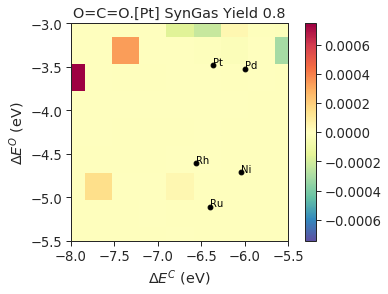 O=C=O.[Pt] SynGas Yield 0.8
−3.0
−3.5
−4.0
−4.5
−5.0
−5.5
ΔE^O (eV)
Pt
Pd
Rh
Ni
Ru
−8.0 −7.5 −7.0 −6.5 −6.0 −5.5
ΔE^C (eV)
0.0006
0.0004
0.0002
0.0000
−0.0002
−0.0004
−0.0006